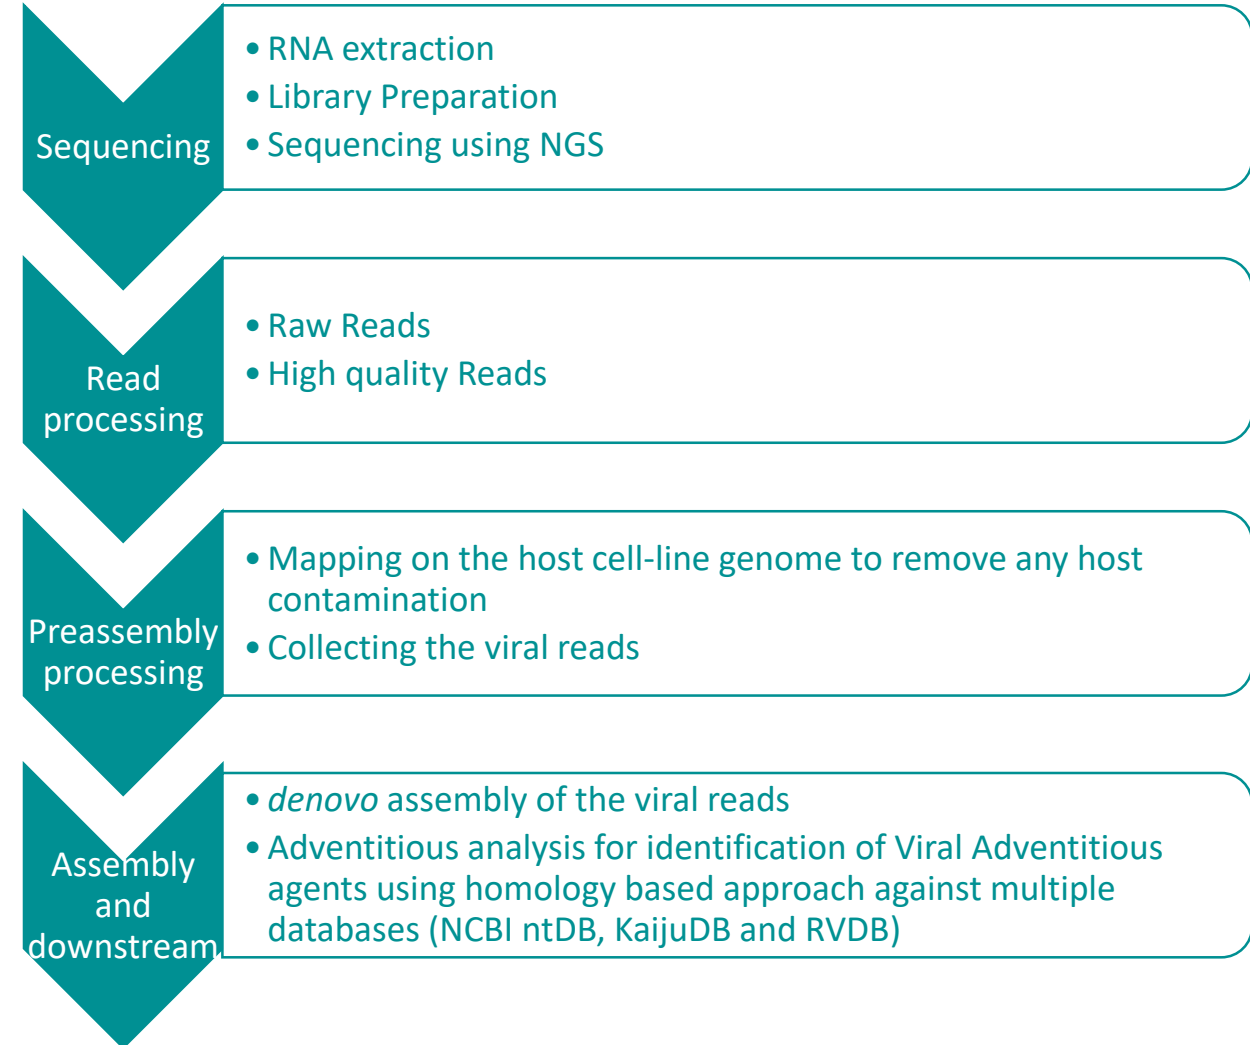 Sequencing
• RNA extraction
• Library Preparation
• Sequencing using NGS
Read
processing
• Raw Reads
• High quality Reads
Preassembly
processing
• Mapping on the host cell-line genome to remove any host
contamination
• Collecting the viral reads
Assembly
and
downstream
• denovo assembly of the viral reads
• Adventitious analysis for identification of Viral Adventitious
agents using homology based approach against multiple
databases (NCBI ntDB, KaijuDB and RVDB)